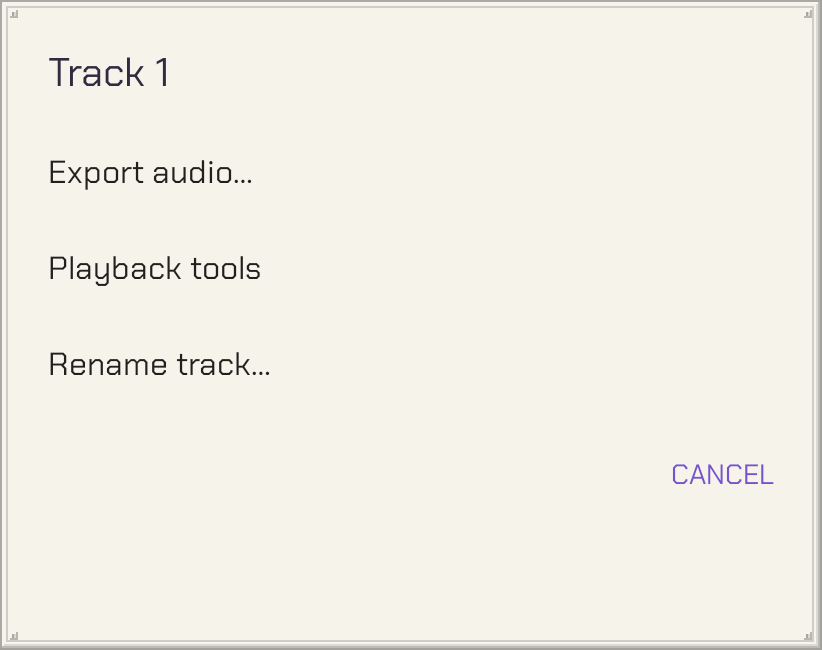 Track 1
Export audio...
Playback tools
Rename track...
CANCEL